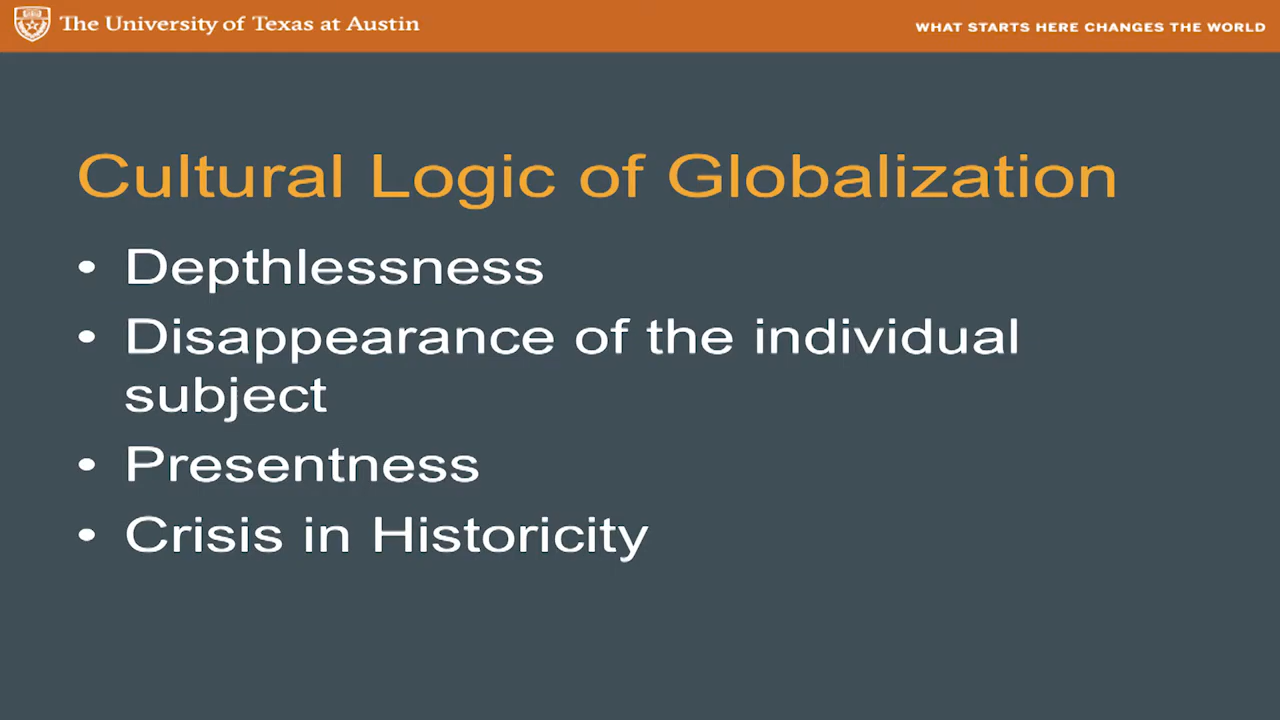 The University of Texas at Austin
WHAT STARTS HERE CHANGES THE WORLD
Cultural Logic of Globalization
• Depthlessness
• Disappearance of the individual
subject
• Presentness
• Crisis in Historicity